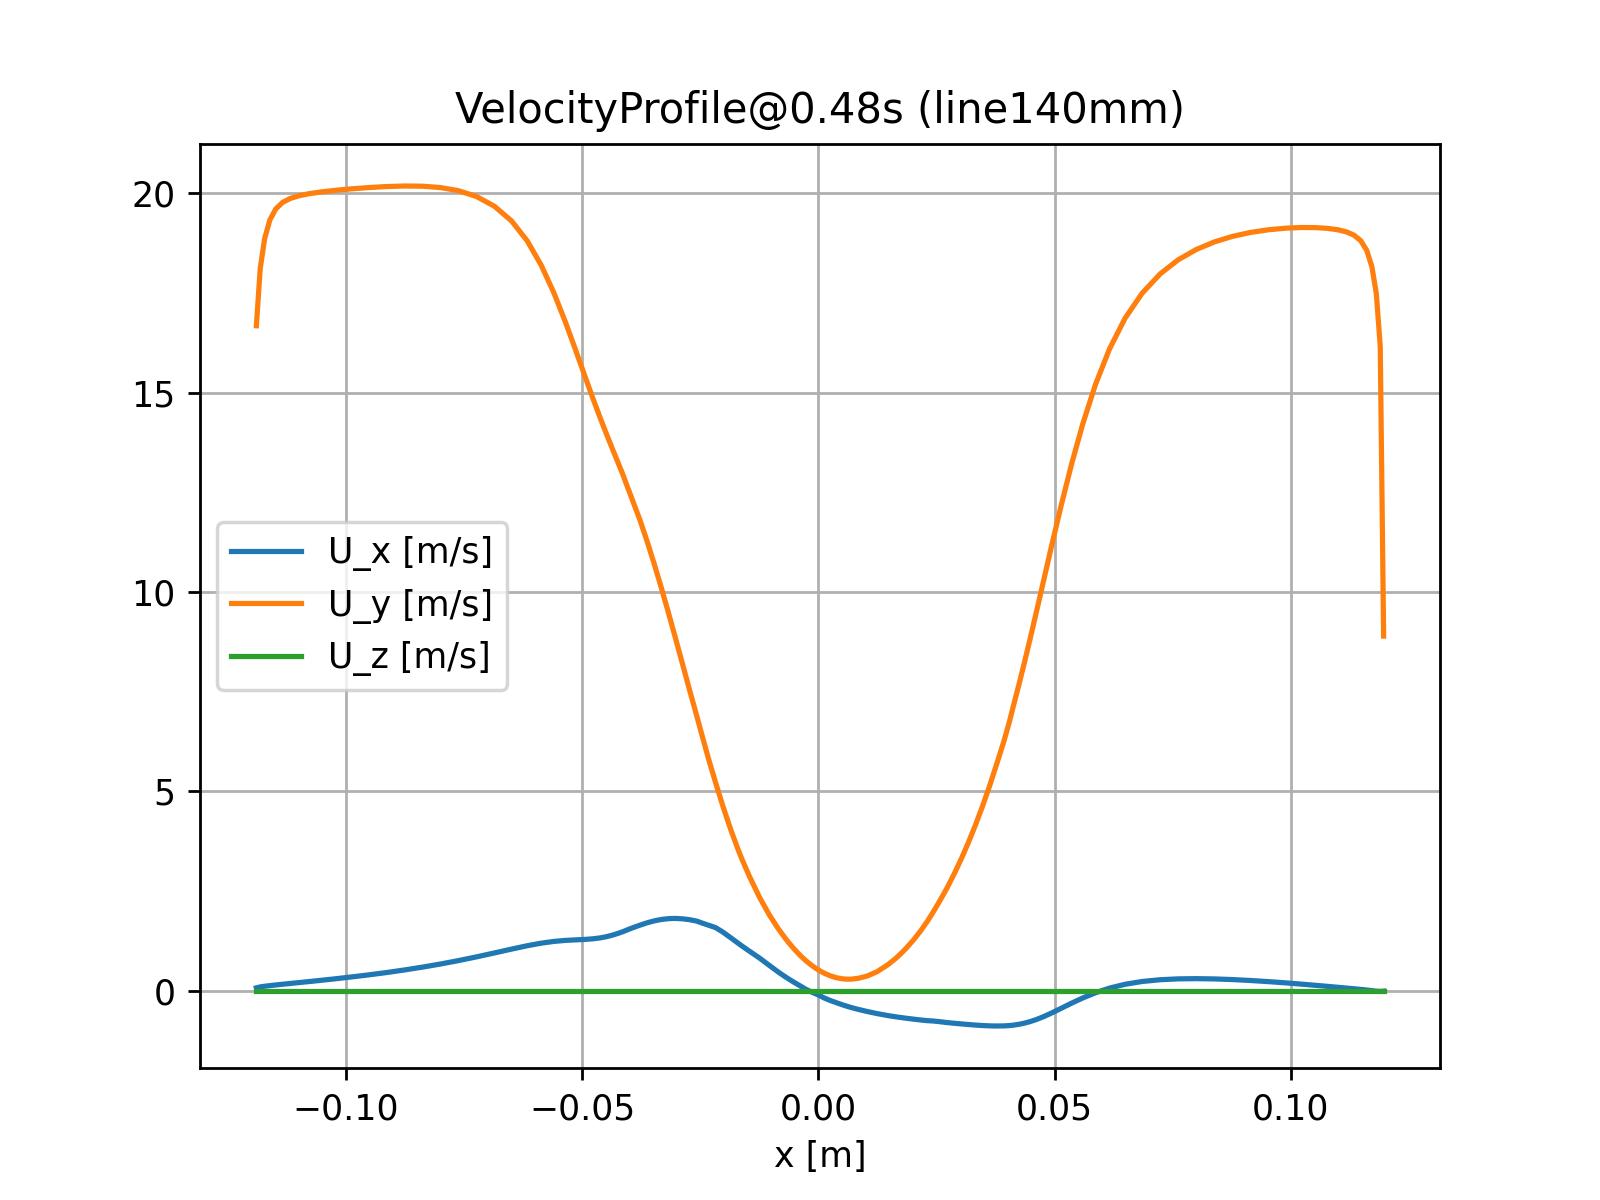 VelocityProfile@0.48s (line140mm)
20
15
10
5
0
U_x [m/s]
U_y [m/s]
U_z [m/s]
−0.10 −0.05 0.00 0.05 0.10
x [m]